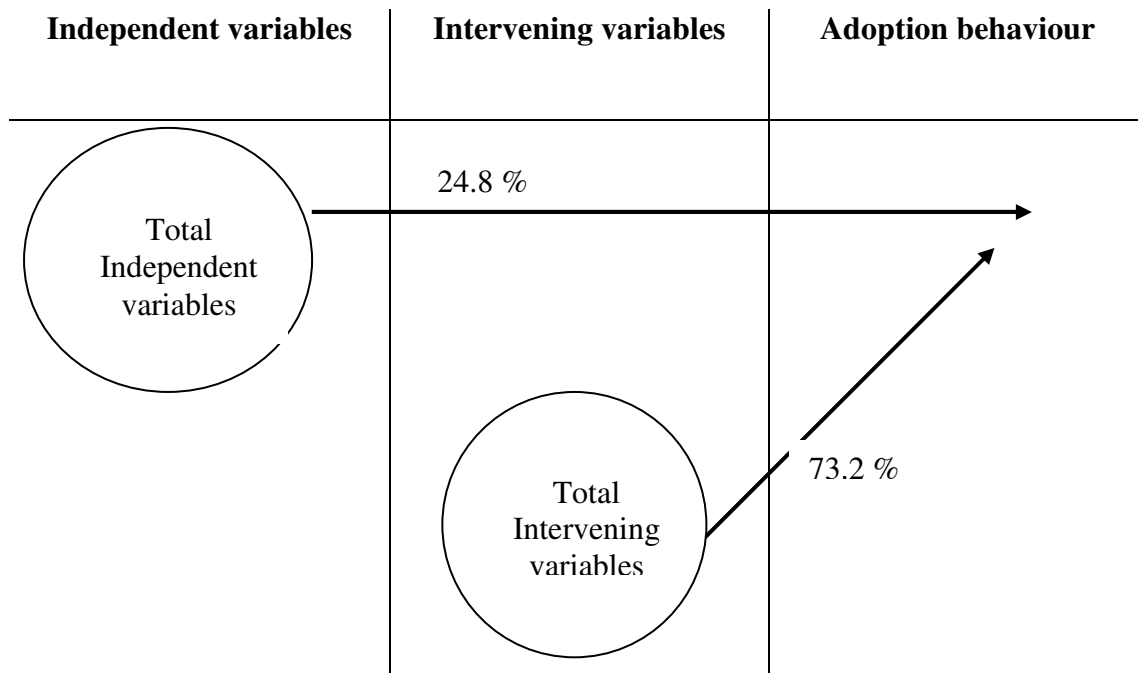 Independent variables
Intervening variables
Adoption behaviour
24.8 %
Total
Independent
variables
73.2 %
Total
Intervening
variables